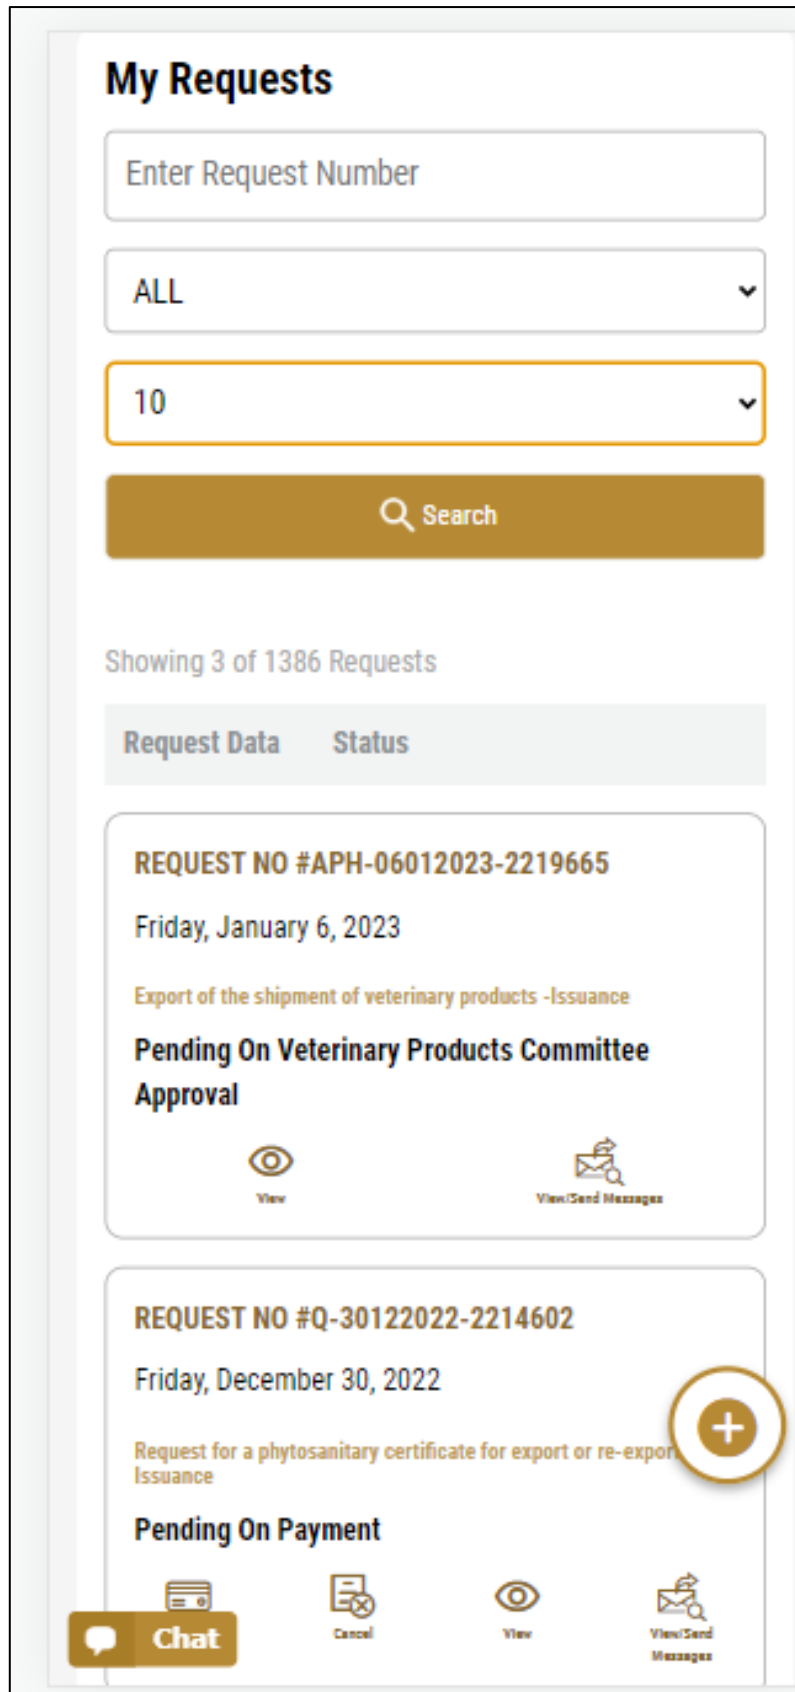 My Requests
Enter Request Number
ALL
10
Search
Showing 3 of 1386 Requests
Request Data Status
REQUEST NO #APH-06012023-2219665
Friday, January 6, 2023
Export of the shipment of veterinary products -Issuance
Pending On Veterinary Products Committee
Approval
View View/Send Messages
REQUEST NO #Q-30122022-2214602
Friday, December 30, 2022
Request for a phytosanitary certificate for export or re-expor
Issuance
Pending On Payment
Chat Cancel View View/Send
Messages